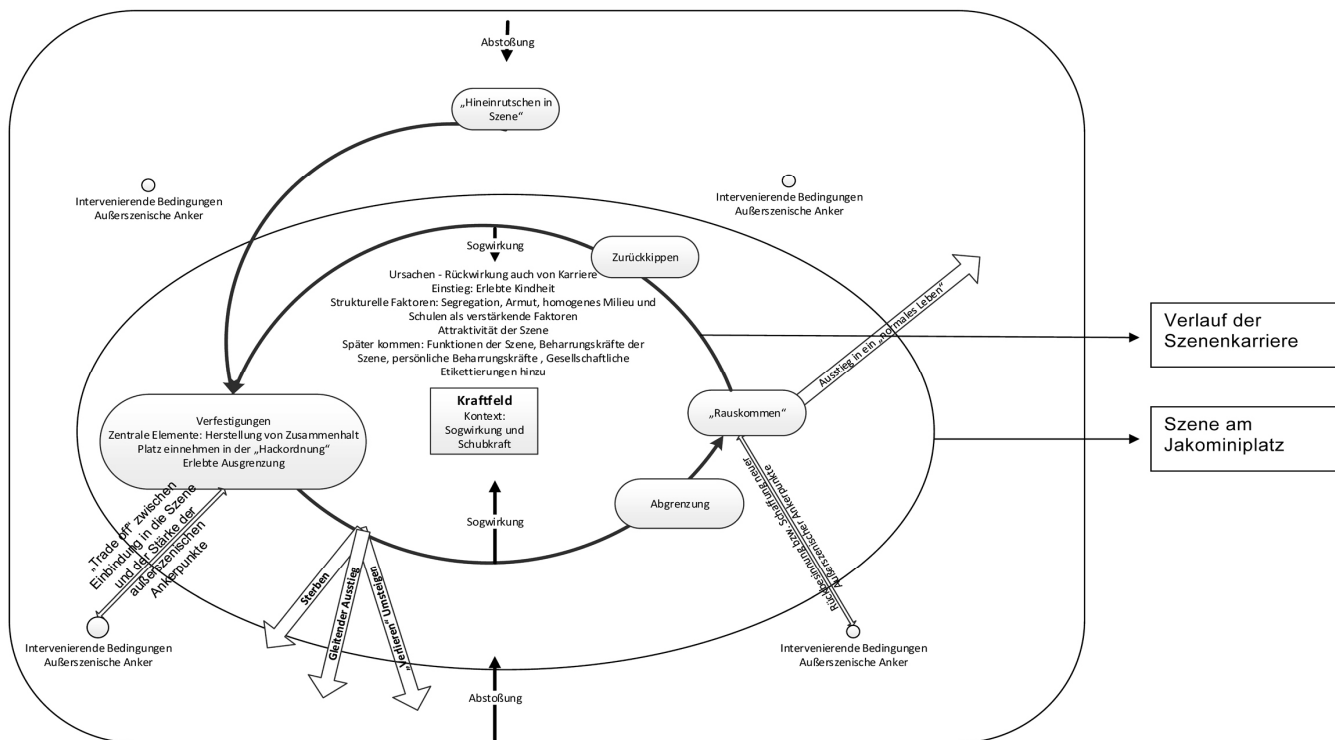 Abstoßung
„Hineinrutschen in
Szene“
Intervenierende Bedingungen
Außerszenische Anker
Intervenierende Bedingungen
Außerszenische Anker
Sogwirkung
Zurückkippen
Ursachen - Rückwirkung auch von Karriere
Einstieg: Erlebte Kindheit
Strukturelle Faktoren: Segregation, Armut, homogenes Milieu und
Schulen als verstärkende Faktoren
Attraktivität der Szene
Später kommen: Funktionen der Szene, Beharrungskräfte der
Szene, persönliche Beharrungskräfte , Gesellschaftliche
Etikettierungen hinzu
Ausstieg in ein „normales Leben“
Verlauf der
Szenenkarriere
Kraftfeld
Kontext:
Sogwirkung und
Schubkraft
Verfestigungen
Zentrale Elemente: Herstellung von Zusammenhalt
Platz einnehmen in der „Hackordnung“
Erlebte Ausgrenzung
„Rauskommen“
Szene am
Jakominiplatz
Abgrenzung
Sogwirkung
„Trade off“ zwischen
Einbindung in die Szene
und der Stärke der
außerszenischen
Ankerpunkte
Sterben
Gleitender Ausstieg
„Verlieren“ Umsteigen
Rückbesinnung bzw. Schaffung neuer
Außerszenischer Ankerpunkte
Intervenierende Bedingungen
Außerszenische Anker
Intervenierende Bedingungen
Außerszenische Anker
Abstoßung